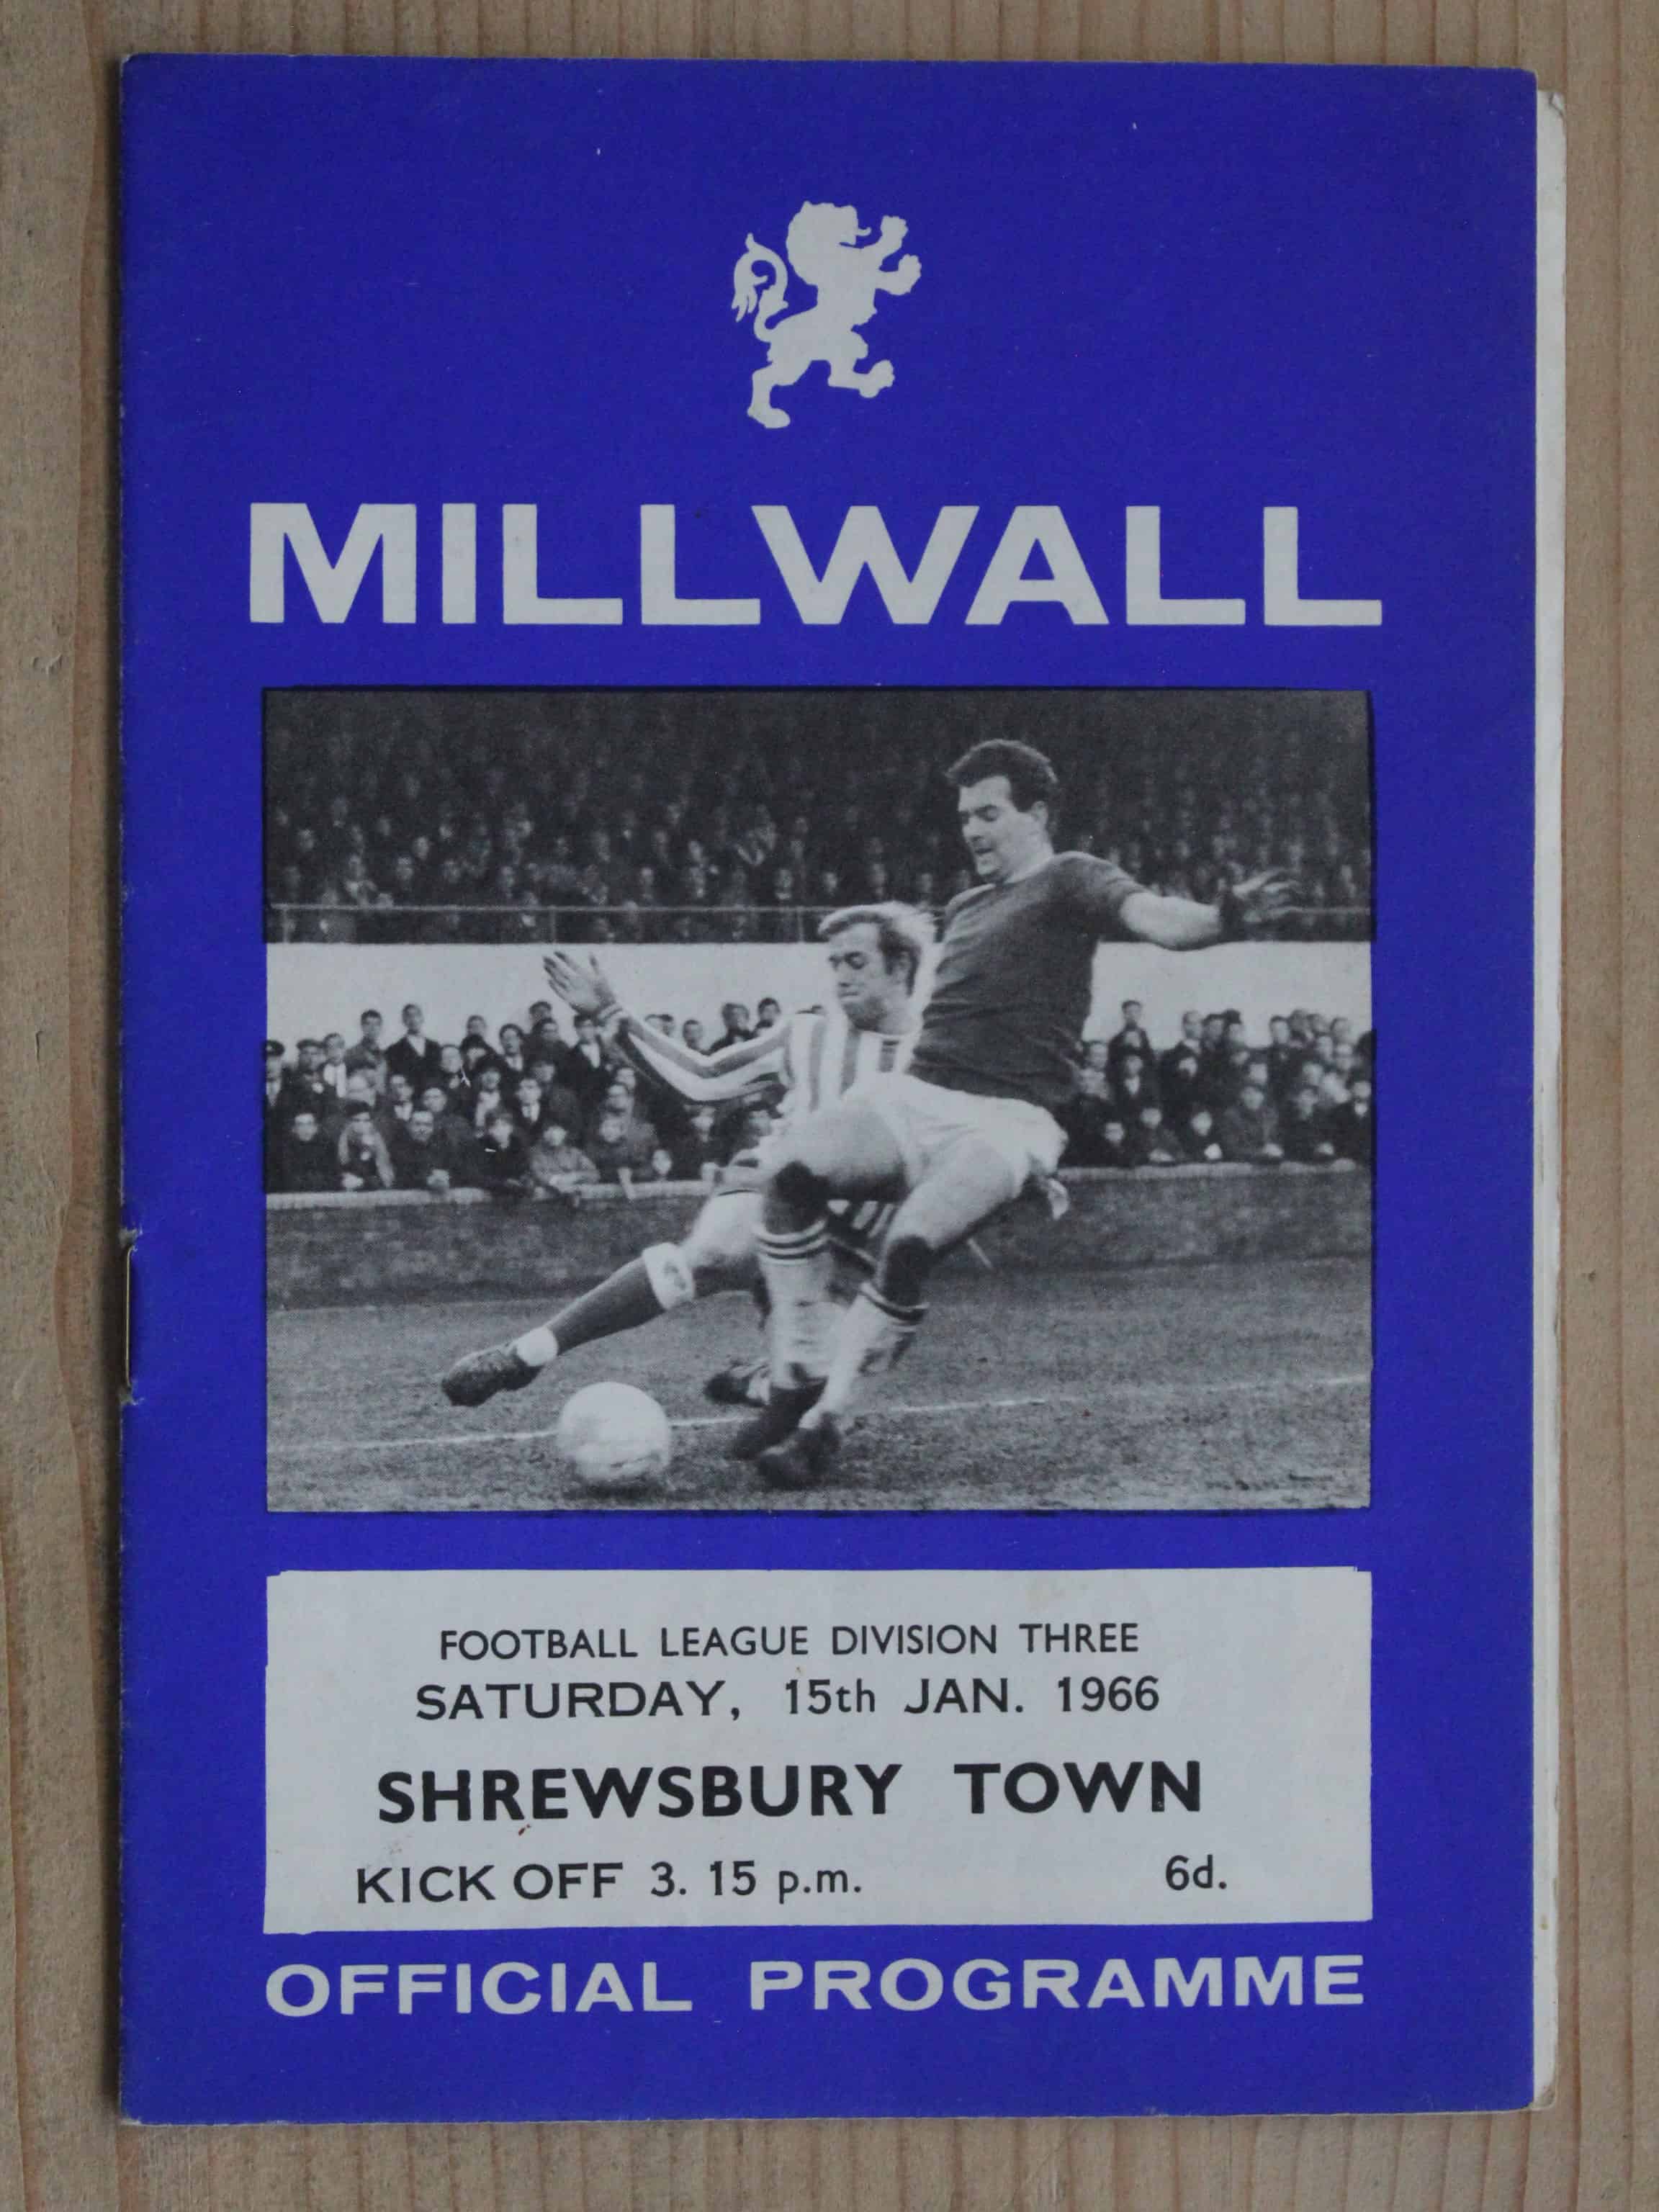 MILLWALL
FOOTBALL LEAGUE DIVISION THREE
SATURDAY, 15th JAN. 1966
SHREWSBURY TOWN
KICK OFF 3. 15 p.m. 6d.
OFFICIAL PROGRAMME